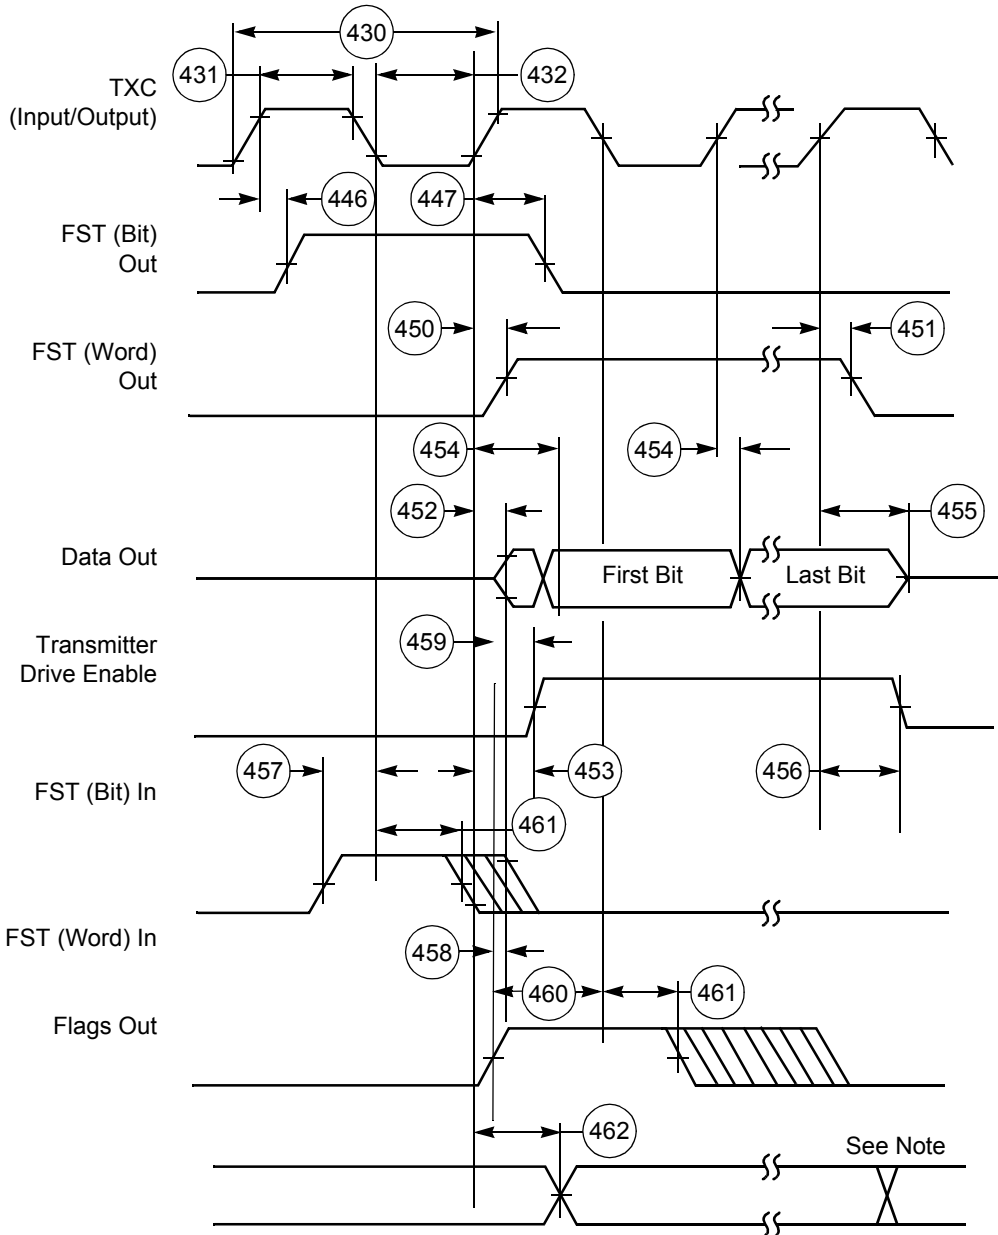 430
431
432
TXC
(Input/Output)
446
447
FST (Bit)
Out
450
451
FST (Word)
Out
454
454
452
455
Data Out
First Bit
Last Bit
459
Transmitter
Drive Enable
457
453
456
FST (Bit) In
461
FST (Word) In
458
460
461
Flags Out
462
See Note